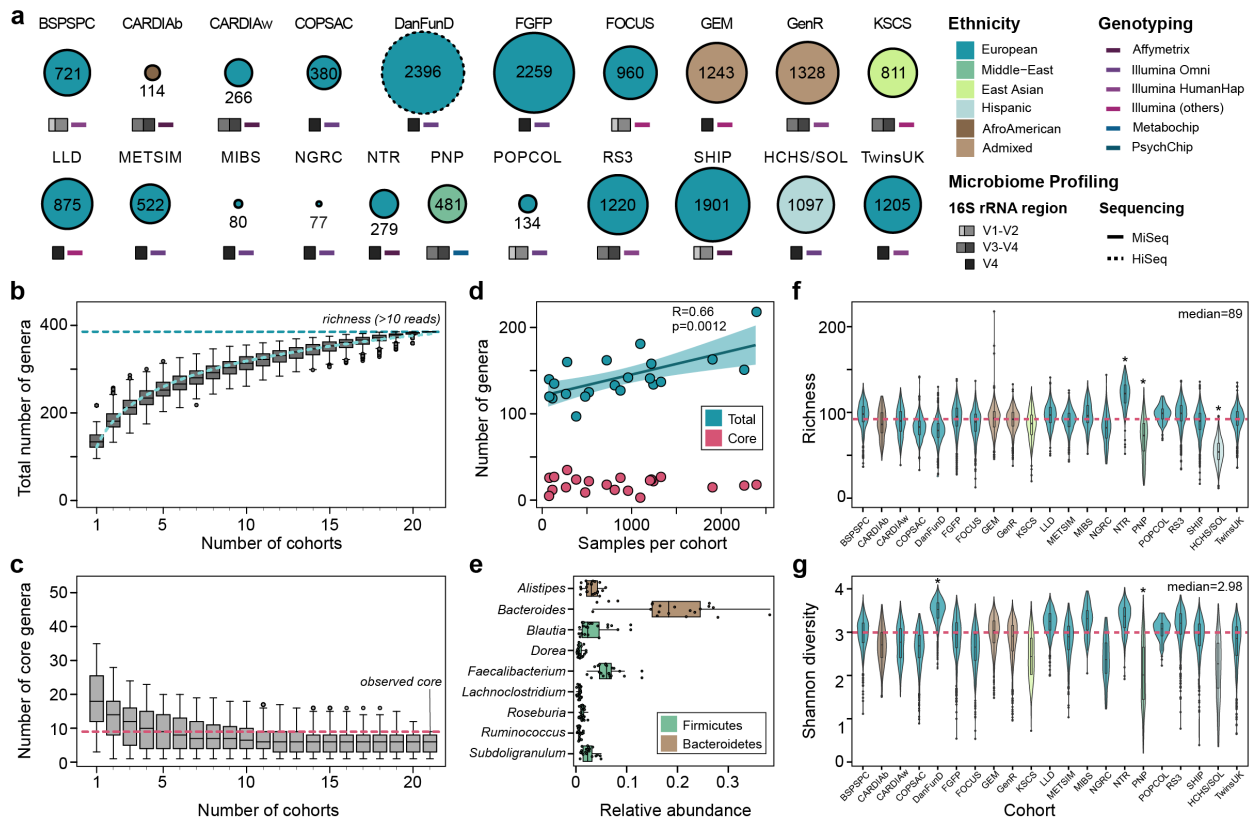 a
BSPSPC CARDIAb CARDIAw COPSAC DanFunD FGFP FOCUS GEM GenR KSCS
721 114 266 380 2396 2259 960 1243 1328 811
LLD METSIM MIBS NGRC NTR PNP POPCOL RS3 SHIP HCHS/SOL TwinsUK
875 522 80 77 279 481 134 1220 1901 1097 1205
Ethnicity
European
Middle−East
East Asian
Hispanic
AfroAmerican
Admixed
Genotyping
Affymetrix
Illumina Omni
Illumina HumanHap
Illumina (others)
Metabochip
PsychChip
Microbiome Profiling
16S rRNA region
V1-V2
V3-V4
V4
Sequencing
MiSeq
HiSeq
b
richness (>10 reads)
Total number of genera
400
200
0
1 5 10 15 20
Number of cohorts
c
observed core
Number of core genera
50
40
30
20
10
0
1 5 10 15 20
Number of cohorts
d
R=0.66
p=0.0012
Number of genera
200
100
0
Total
Core
0 1000 2000
Samples per cohort
e
Alistipes
Bacteroides
Blautia
Dorea
Faecalibacterium
Lachnoclostridium
Roseburia
Ruminococcus
Subdoligranulum
Firmicutes
Bacteroidetes
0 0.1 0.2 0.3
Relative abundance
f
median=89
Richness
200
100
0
* * *
BSPSPC CARDIAb CARDIAw COPSAC DanFunD FGFP FOCUS GEM GenR KSCS LLD METSIM MIBS NGRC NTR PNP POPCOL RS3 SHIP HCHS/SOL TwinsUK
g
median=2.98
Shannon diversity
4
3
2
1
0
* *
BSPSPC CARDIAb CARDIAw COPSAC DanFunD FGFP FOCUS GEM GenR KSCS LLD METSIM MIBS NGRC NTR PNP POPCOL RS3 SHIP HCHS/SOL TwinsUK
Cohort